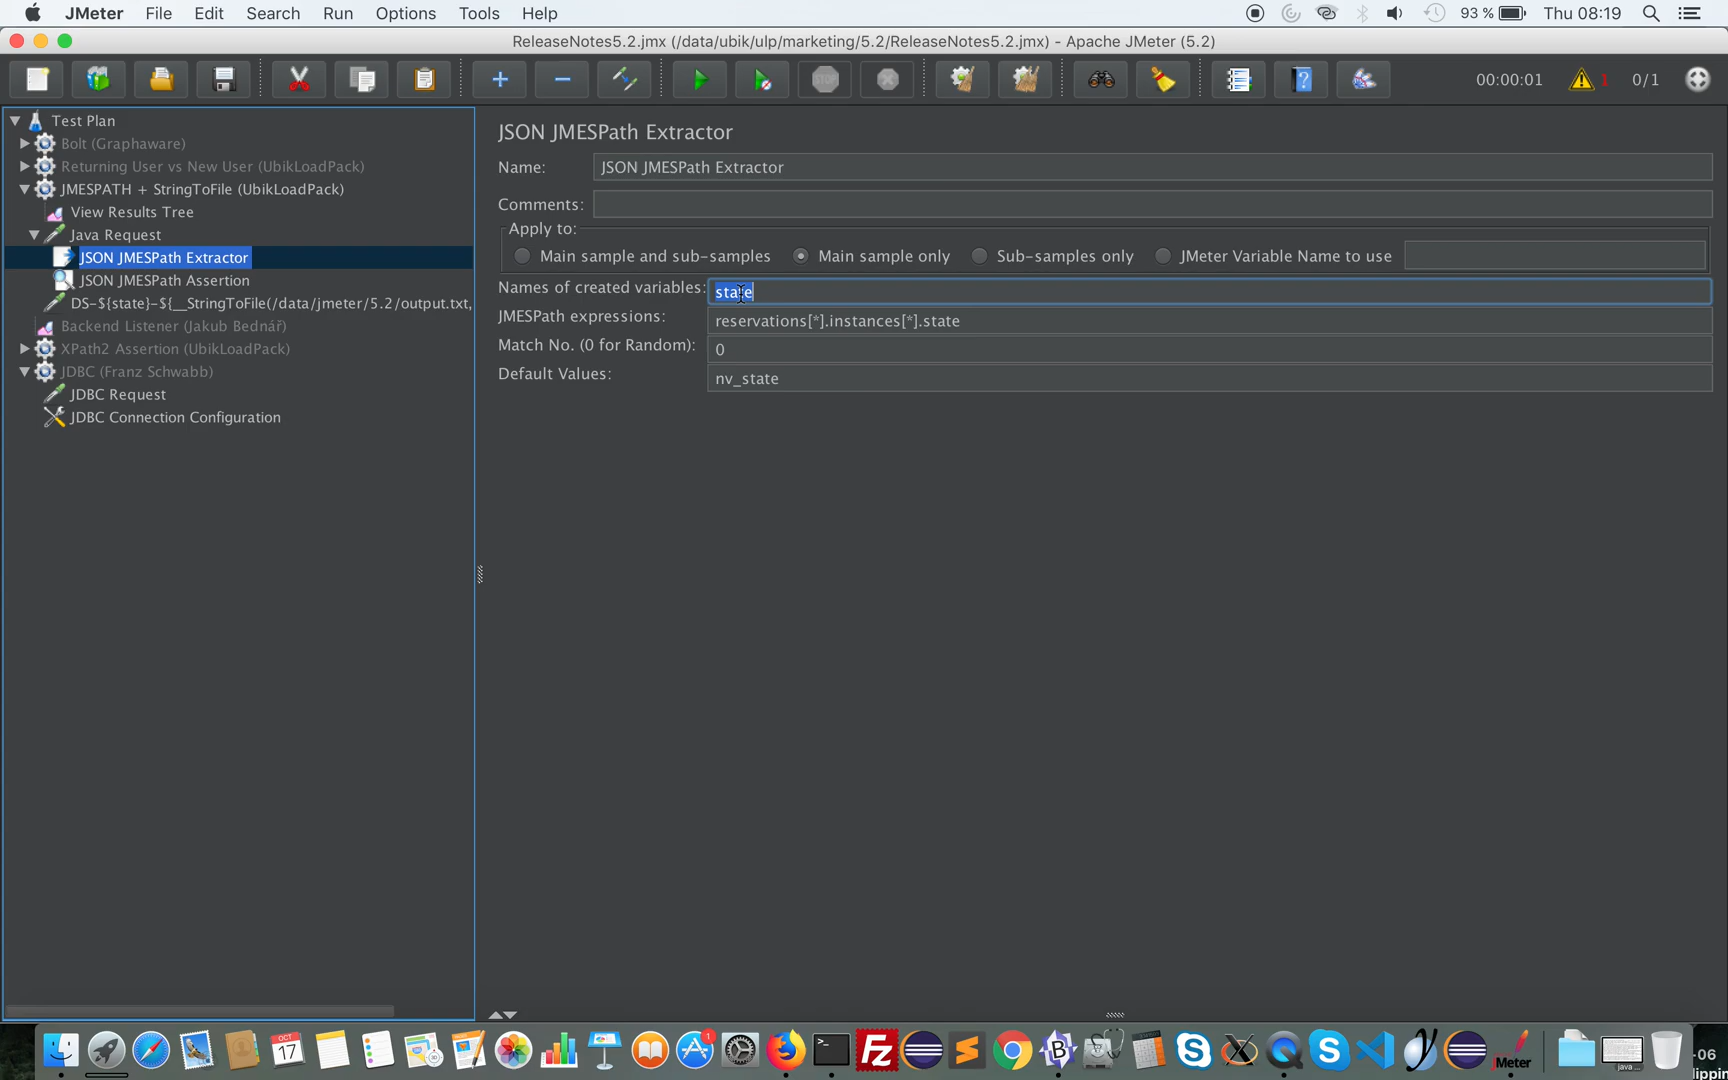 JMeter File Edit Search Run Options Tools Help 93 % Thu 08:19
ReleaseNotes5.2.jmx (/data/ubik/ulp/marketing/5.2/ReleaseNotes5.2.jmx) - Apache JMeter (5.2)
STOP 00:00:01 1 0/1
Test Plan
Bolt (Graphaware)
Returning User vs New User (UbikLoadPack)
JMESPATH + StringToFile (UbikLoadPack)
View Results Tree
Java Request
JSON JMESPath Extractor
JSON JMESPath Assertion
DS-${state}-${__StringToFile(/data/jmeter/5.2/output.txt,
Backend Listener (Jakub Bednář)
XPath2 Assertion (UbikLoadPack)
JDBC (Franz Schwabb)
JDBC Request
JDBC Connection Configuration
JSON JMESPath Extractor
Name: JSON JMESPath Extractor
Comments:
Apply to:
Main sample and sub-samples Main sample only Sub-samples only JMeter Variable Name to use
Names of created variables: state
JMESPath expressions: reservations[*].instances[*].state
Match No. (0 for Random): 0
Default Values: nv_state
OCT
17
1
Meter
java ...
-06
lippin